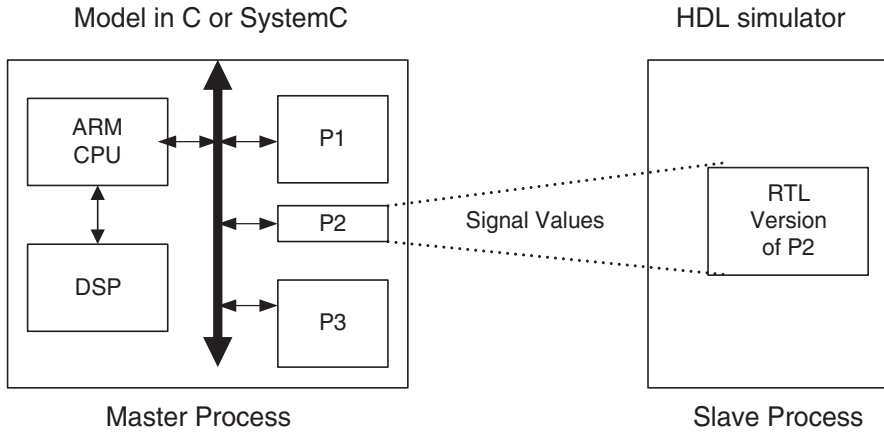 Model in C or SystemC
HDL simulator
ARM
CPU
P1
P2
Signal Values
RTL
Version
of P2
DSP
P3
Master Process
Slave Process